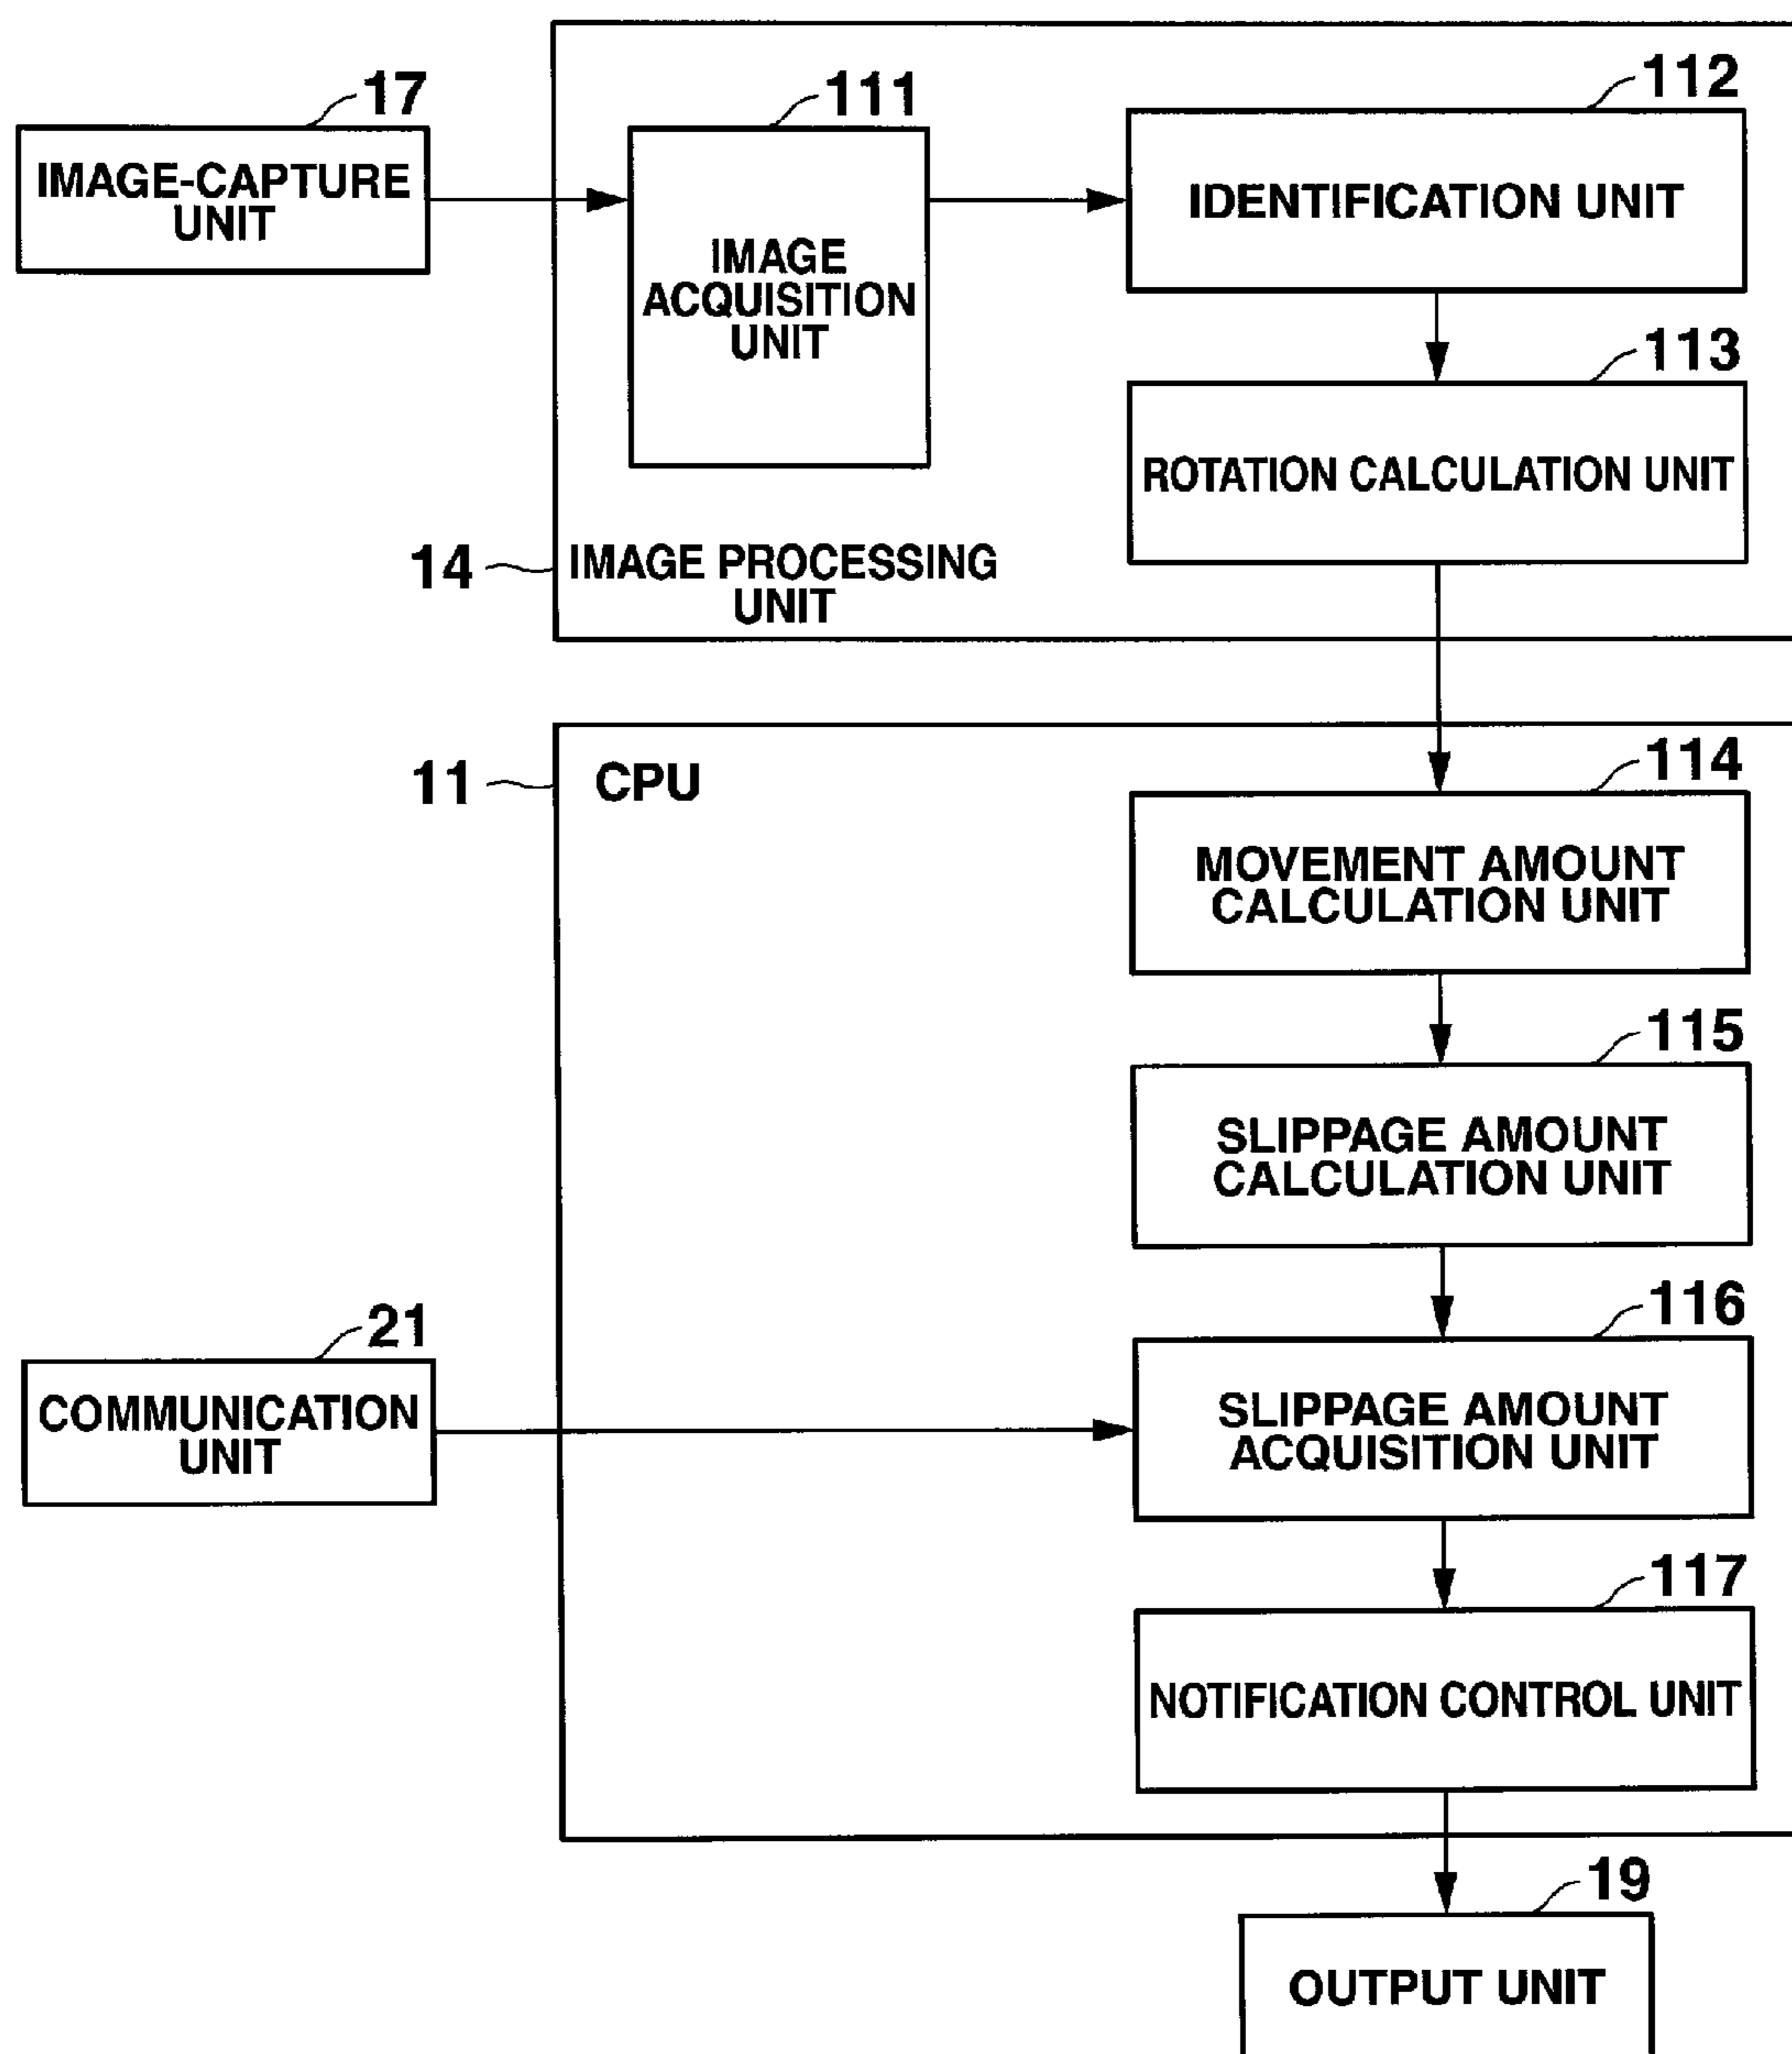 17
IMAGE-CAPTURE
UNIT
111
IMAGE
ACQUISITION
UNIT
112
IDENTIFICATION UNIT
113
ROTATION CALCULATION UNIT
14
IMAGE PROCESSING
UNIT
11
CPU
114
MOVEMENT AMOUNT
CALCULATION UNIT
115
SLIPPAGE AMOUNT
CALCULATION UNIT
21
COMMUNICATION
UNIT
116
SLIPPAGE AMOUNT
ACQUISITION UNIT
117
NOTIFICATION CONTROL UNIT
19
OUTPUT UNIT